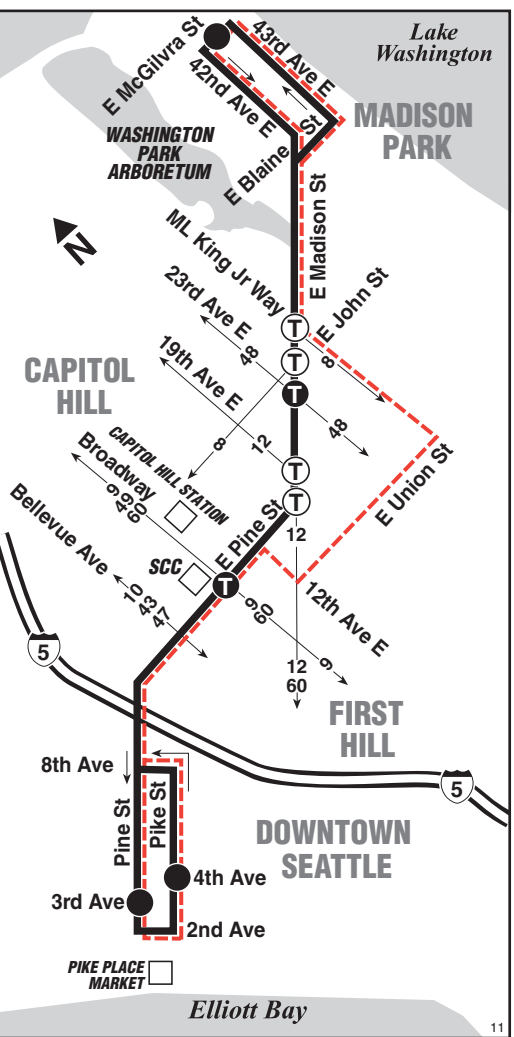 Lake
Washington
E McGilvra St
43rd Ave E
42nd Ave E
MADISON
PARK
WASHINGTON
PARK
ARBORETUM
E Blaine St
N
E Madison St
ML King Jr Way
E John St
23rd Ave E
T
8
48
T
19th Ave E
T
CAPITOL
HILL
8
12
48
CAPITOL HILL STATION
Broadway
T
E Union St
9
49
60
T
Bellevue Ave
E Pine St
12
SCC
T
10
43
47
9
60
12th Ave E
5
12
60
9
FIRST
HILL
8th Ave
5
Pine St
Pike St
DOWNTOWN
SEATTLE
4th Ave
3rd Ave
2nd Ave
PIKE PLACE
MARKET
Elliott Bay
11